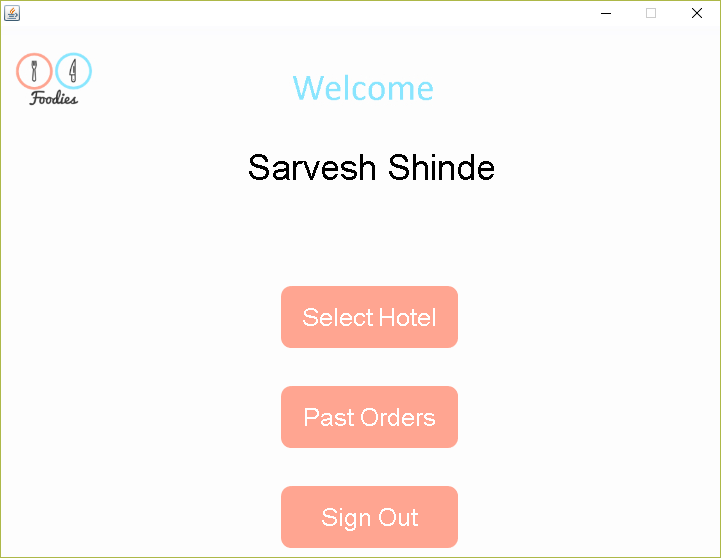 Foodies
Welcome
Sarvesh Shinde
Select Hotel
Past Orders
Sign Out